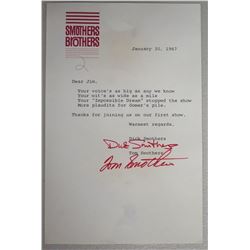 SMOTHERS
BROTHERS
2
January 30, 1967
Dear Jim,
Your voice's as big as any we know
Your wit's as wide as a mile
Your "Impossible Dream" stopped the show
More plaudits for Gomer's pile.
Thanks for joining us on our first show.
Warmest regards,
Dick Smothers
Dick Smothers
Tom Smothers
Tom Smothers